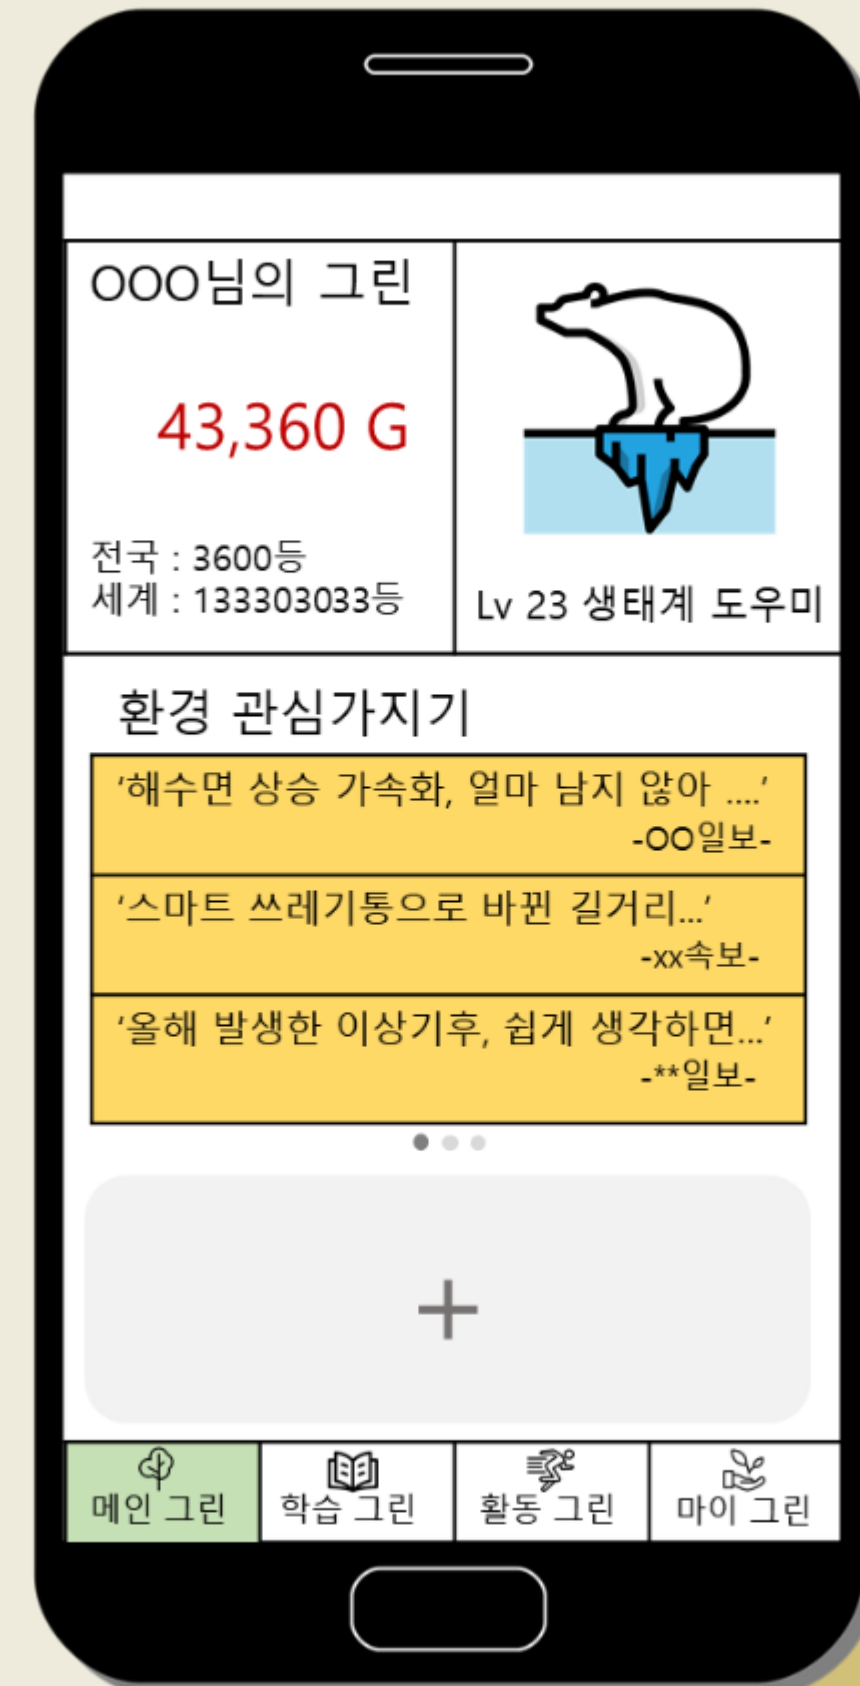 OOO님의 그린
43,360 G
전국 : 3600등
세계 : 133303033등
Lv 23 생태계 도우미
환경 관심가지기
‘해수면 상승 가속화, 얼마 남지 않아 ....’
-OO일보-
‘스마트 쓰레기통으로 바뀐 길거리...’
-xx속보-
‘올해 발생한 이상기후, 쉽게 생각하면...’
-**일보-
+
메인 그린
학습 그린
활동 그린
마이 그린